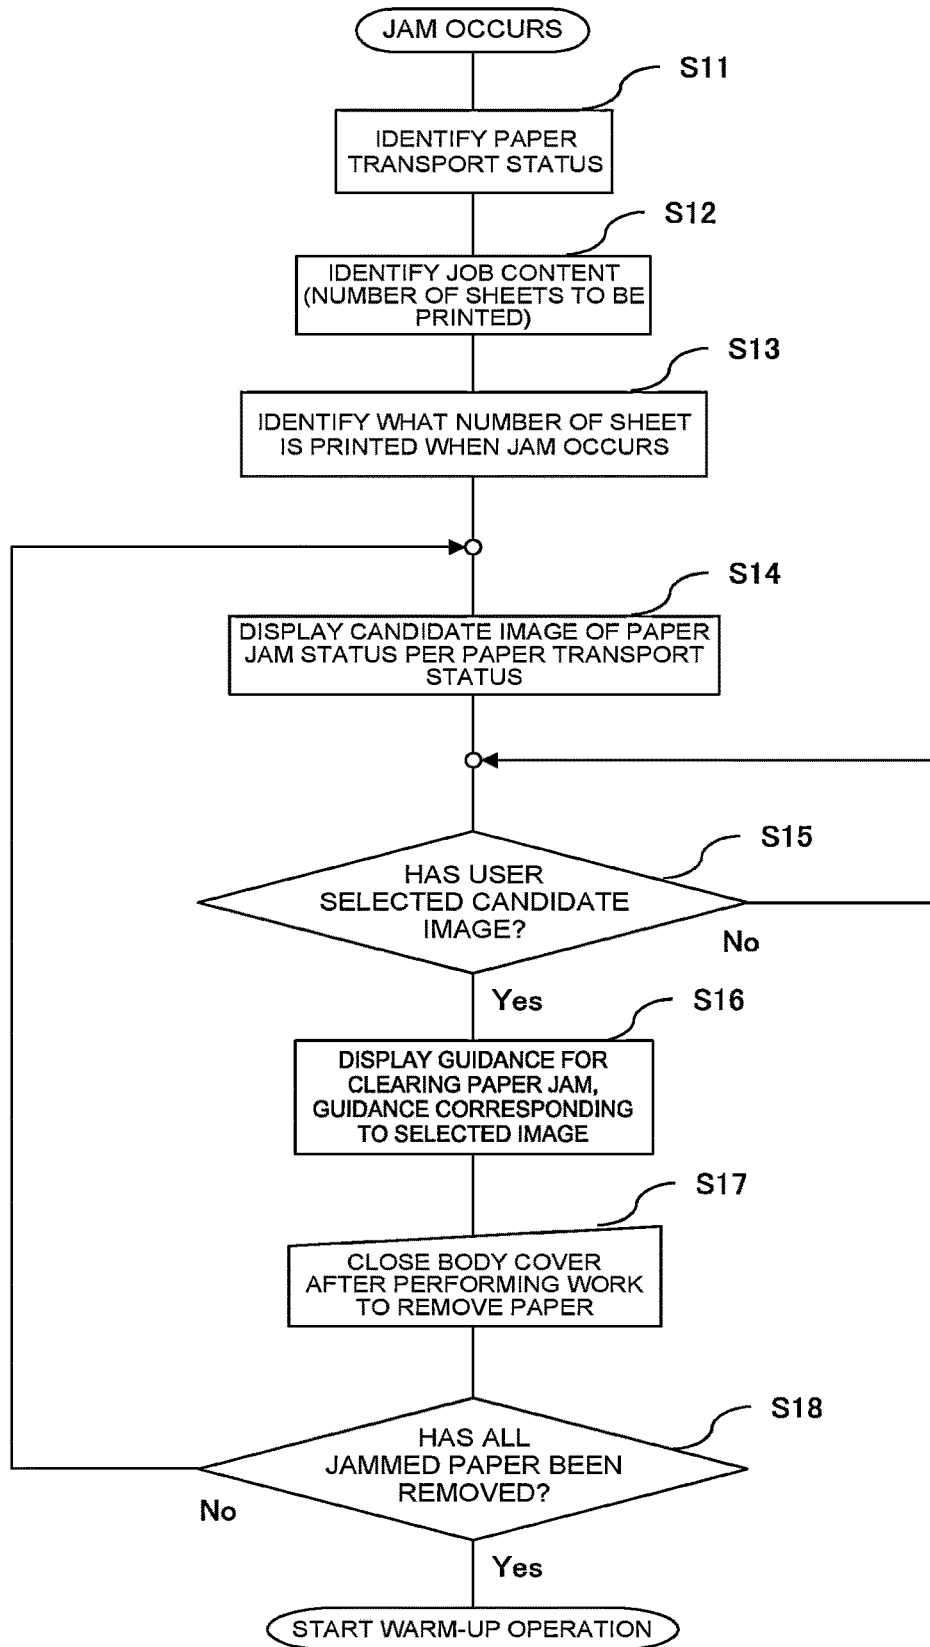 JAM OCCURS
S11
IDENTIFY PAPER
TRANSPORT STATUS
S12
IDENTIFY JOB CONTENT
(NUMBER OF SHEETS TO BE
PRINTED)
S13
IDENTIFY WHAT NUMBER OF SHEET
IS PRINTED WHEN JAM OCCURS
S14
DISPLAY CANDIDATE IMAGE OF PAPER
JAM STATUS PER PAPER TRANSPORT
STATUS
S15
HAS USER
SELECTED CANDIDATE
IMAGE?
No
Yes
S16
DISPLAY GUIDANCE FOR
CLEARING PAPER JAM,
GUIDANCE CORRESPONDING
TO SELECTED IMAGE
S17
CLOSE BODY COVER
AFTER PERFORMING WORK
TO REMOVE PAPER
S18
HAS ALL
JAMMED PAPER BEEN
REMOVED?
No
Yes
START WARM-UP OPERATION